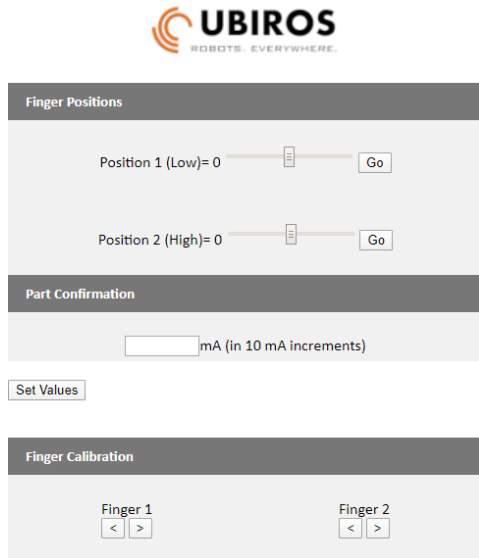 UBIROS
ROBOTS. EVERYWHERE.
Finger Positions
Position 1 (Low)= 0 Go
Position 2 (High)= 0 Go
Part Confirmation
mA (in 10 mA increments)
Set Values
Finger Calibration
Finger 1 Finger 2
< > < >